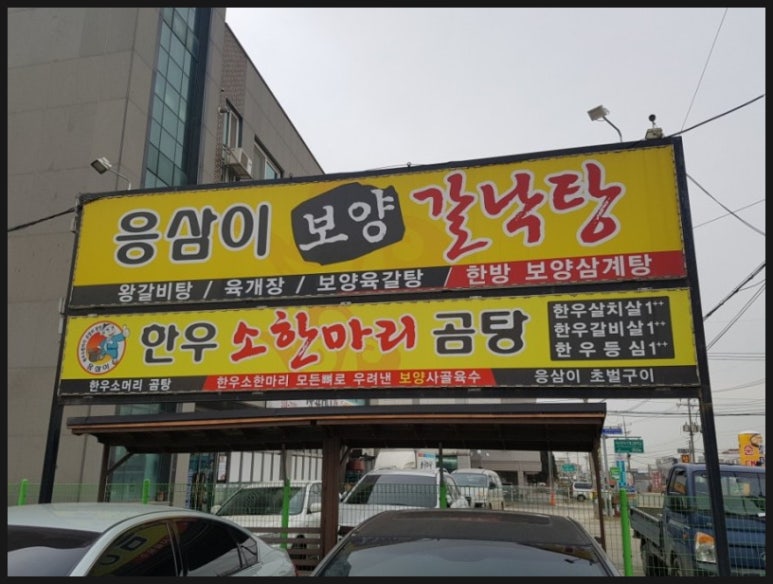 응삼이 보양 갈낙탕
왕갈비탕 / 육개장 / 보양육갈탕 / 한방 보양삼계탕
한우 소한마리 곰탕
한우살치살1++
한우갈비살1++
한우등심1++
한우소머리 곰탕
한우소한마리 모든뼈로 우려낸 보양사골육수
응삼이 초벌구이